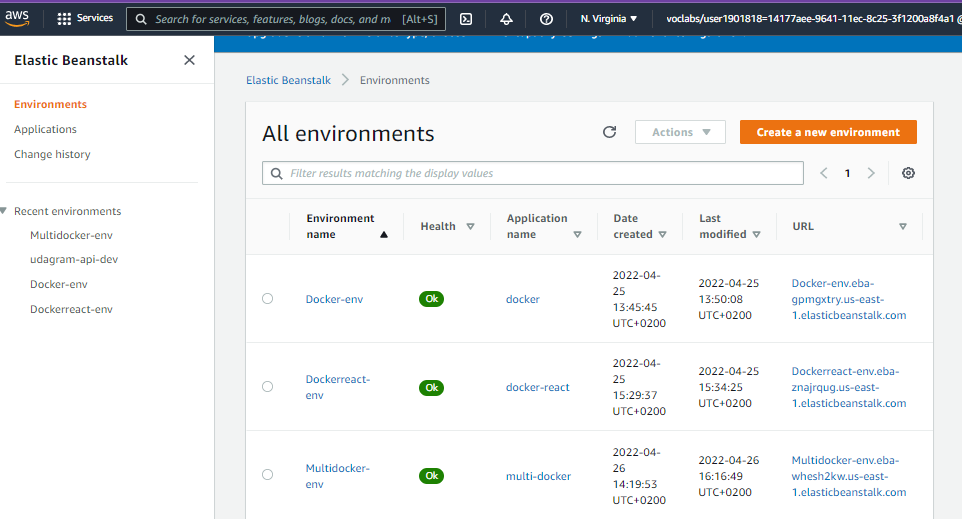 aws
Services
Search for services, features, blogs, docs, and m
[Alt+S]
N. Virginia ▼
voclabs/user1901818=14177aee-9641-11ec-8c25-3f1200a8f4a1 @
Elastic Beanstalk
Environments
Applications
Change history
Recent environments
Multidocker-env
udagram-api-dev
Docker-env
Dockerreact-env
Elastic Beanstalk > Environments
All environments
Actions ▼
Create a new environment
Filter results matching the display values
1
Environment
name
Health
Application
name
Date
created
Last
modified
URL
Docker-env
Ok
docker
2022-04-
25
13:45:45
UTC+0200
2022-04-25
13:50:08
UTC+0200
Docker-env.eba-
gpmgxtry.us-east-
1.elasticbeanstalk.com
Dockerreact-
env
Ok
docker-react
2022-04-
25
15:29:37
UTC+0200
2022-04-25
15:34:25
UTC+0200
Dockerreact-env.eba-
znajrqug.us-east-
1.elasticbeanstalk.com
Multidocker-
env
Ok
multi-docker
2022-04-
26
14:19:53
UTC+0200
2022-04-26
16:16:49
UTC+0200
Multidocker-env.eba-
whesh2kw.us-east-
1.elasticbeanstalk.com